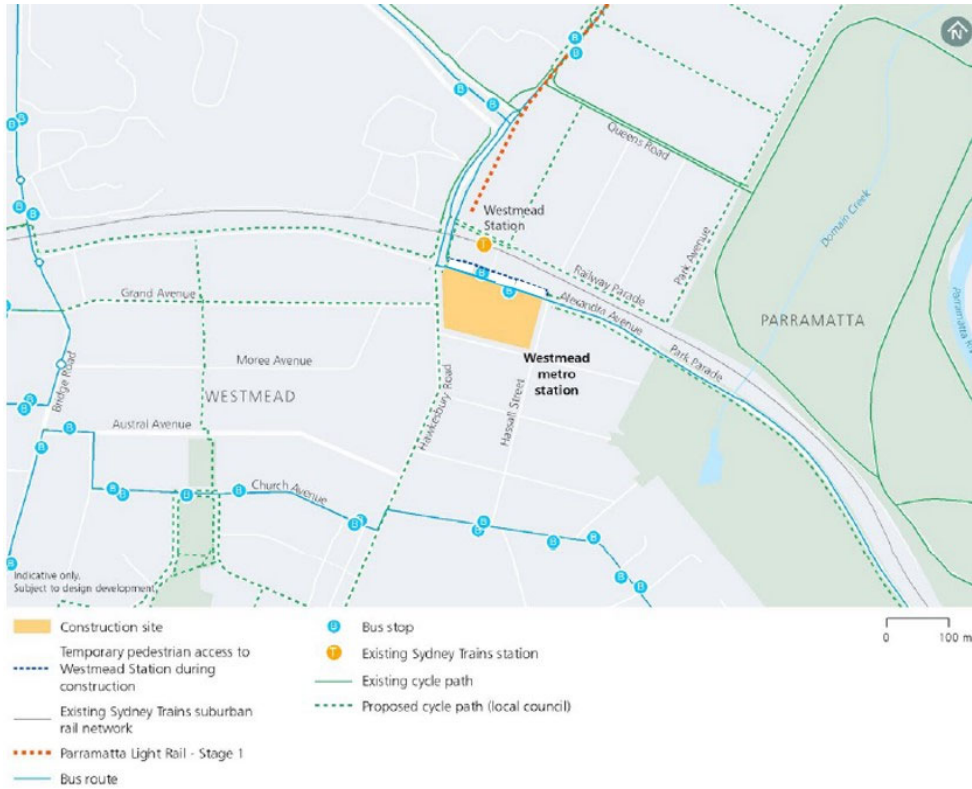 N
Queens Road
Westmead
Station
T
Domain Creek
Park Avenue
Railway Parade
Grand Avenue
Alexandra Avenue
PARRAMATTA
Moree Avenue
Westmead
metro
station
Park Parade
Bridge Road
WESTMEAD
Hawkesbury Road
Hassall Street
Austral Avenue
Church Avenue
Indicative only.
Subject to design development.
Construction site
Temporary pedestrian access to
Westmead Station during
construction
Existing Sydney Trains suburban
rail network
Parramatta Light Rail - Stage 1
Bus route
B Bus stop
T Existing Sydney Trains station
Existing cycle path
Proposed cycle path (local council)
0 100 m